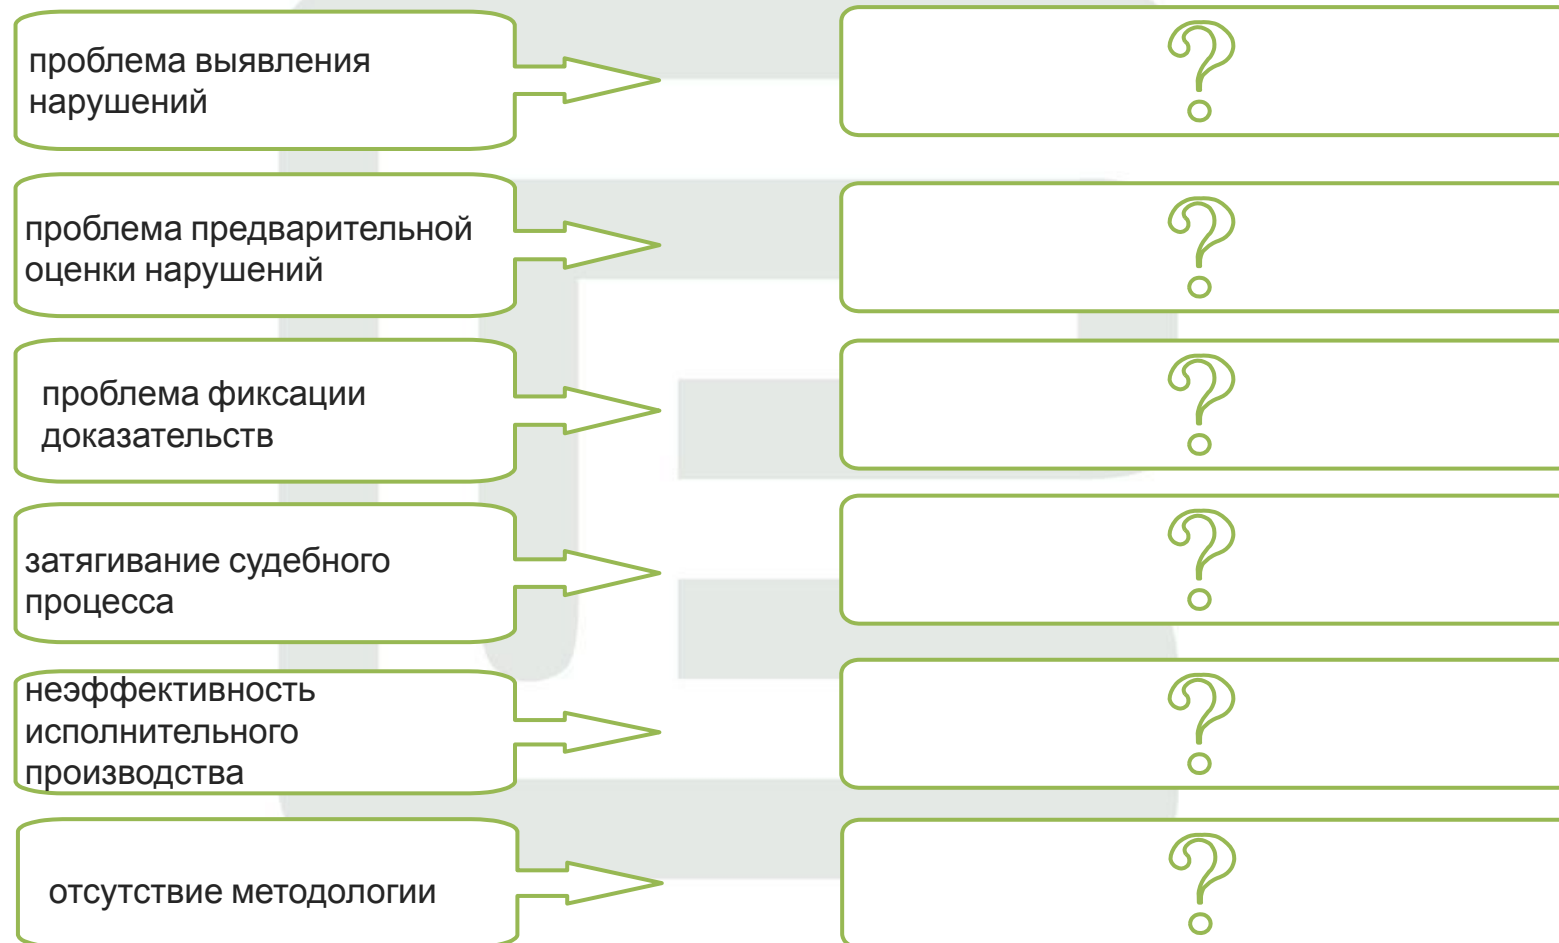 проблема выявления
нарушений
?
проблема предварительной
оценки нарушений
?
проблема фиксации
доказательств
?
затягивание судебного
процесса
?
неэффективность
исполнительного
производства
?
отсутствие методологии
?